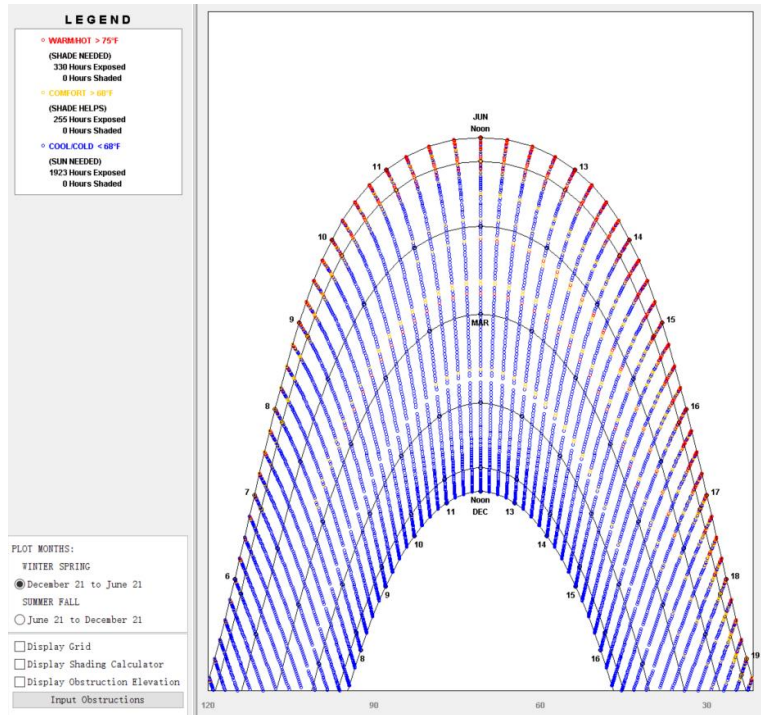 LEGEND
WARM/HOT > 75°F
(SHADE NEEDED)
330 Hours Exposed
0 Hours Shaded
COMFORT > 68°F
(SHADE HELPS)
255 Hours Exposed
0 Hours Shaded
COOL/COLD < 68°F
(SUN NEEDED)
1923 Hours Exposed
0 Hours Shaded
PLOT MONTHS:
WINTER SPRING
December 21 to June 21
SUMMER FALL
June 21 to December 21
Display Grid
Display Shading Calculator
Display Obstruction Elevation
Input Obstructions
JUN
Noon
11
13
10
14
9
15
MAR
8
16
7
17
Noon
DEC
11
13
10
14
6
18
9
15
8
16
19
120
90
60
30